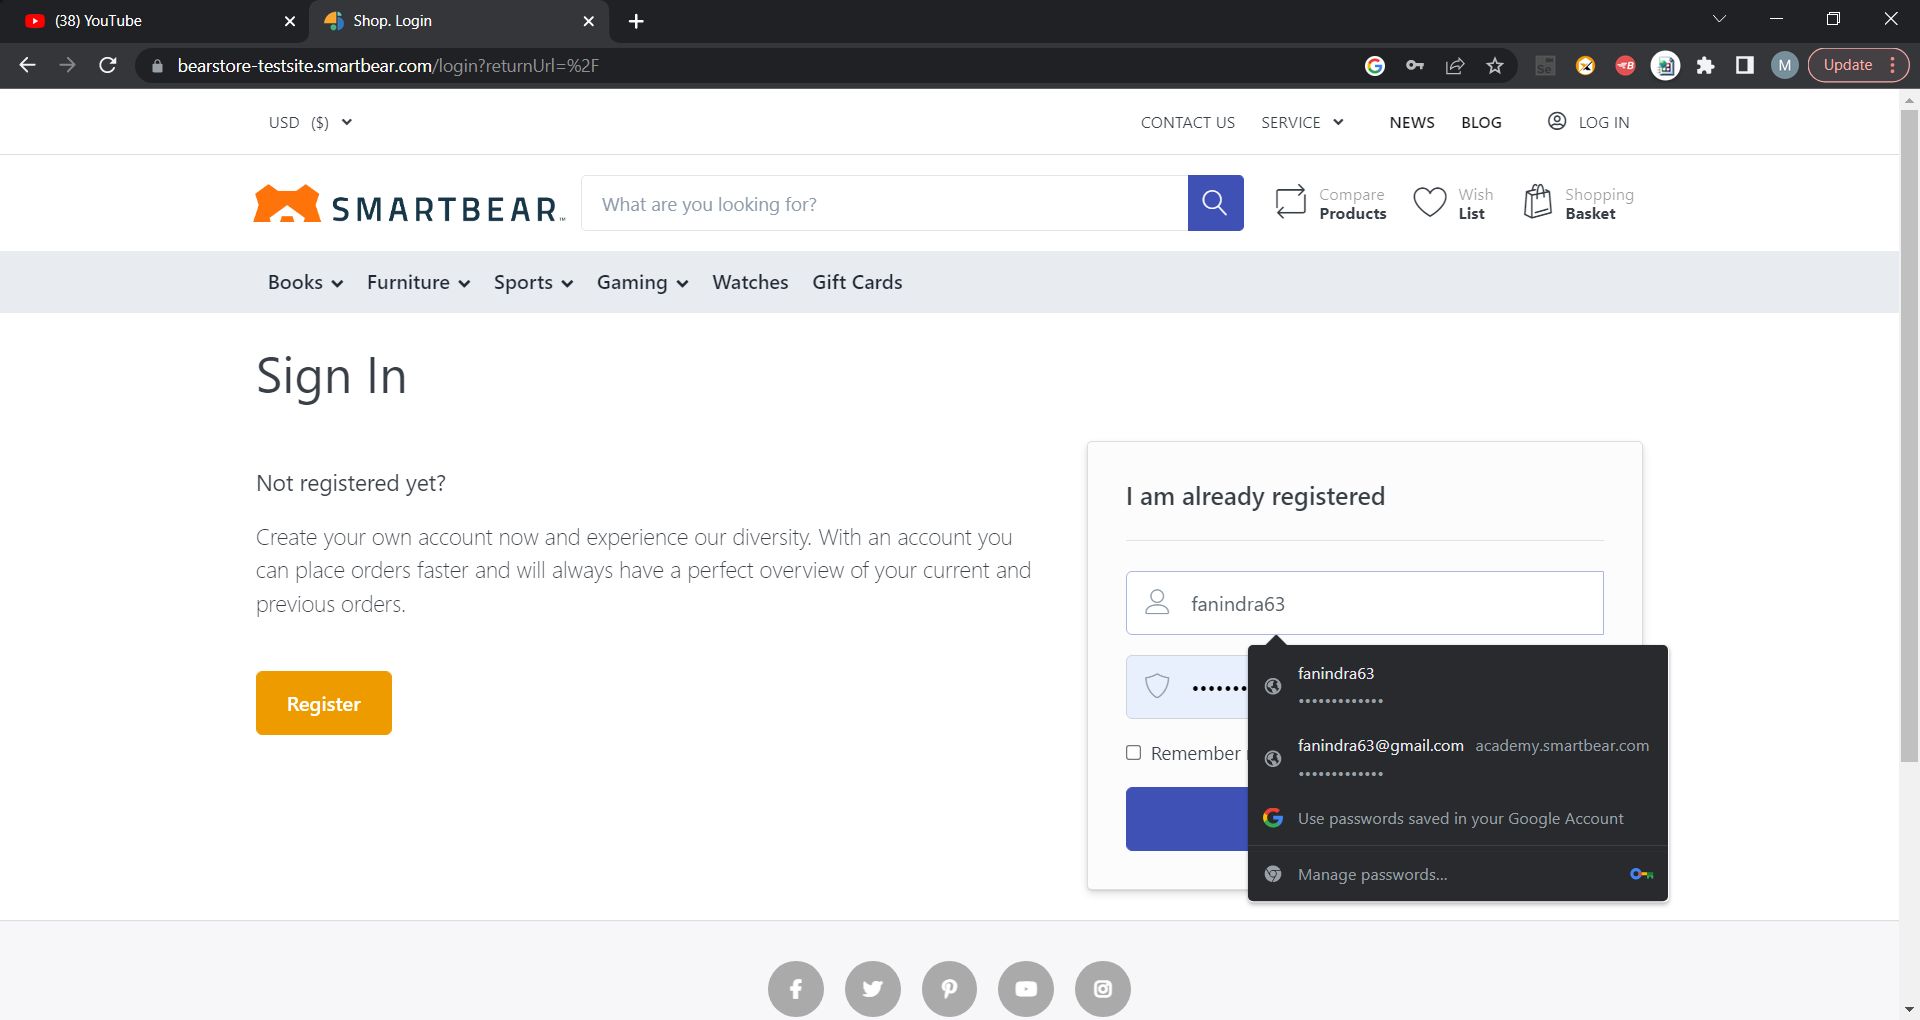 (38) YouTube
Shop. Login
bearstore-testsite.smartbear.com/login?returnUrl=%2F
Se
B
M
Update
USD ($)
CONTACT US
SERVICE
NEWS
BLOG
LOG IN
SMARTBEAR™
What are you looking for?
Compare
Products
Wish
List
Shopping
Basket
Books
Furniture
Sports
Gaming
Watches
Gift Cards
Sign In
Not registered yet?
Create your own account now and experience our diversity. With an account you
can place orders faster and will always have a perfect overview of your current and
previous orders.
Register
I am already registered
fanindra63
••••••••
Remember
fanindra63
•••••••••••••
fanindra63@gmail.com academy.smartbear.com
•••••••••••••
Use passwords saved in your Google Account
Manage passwords...